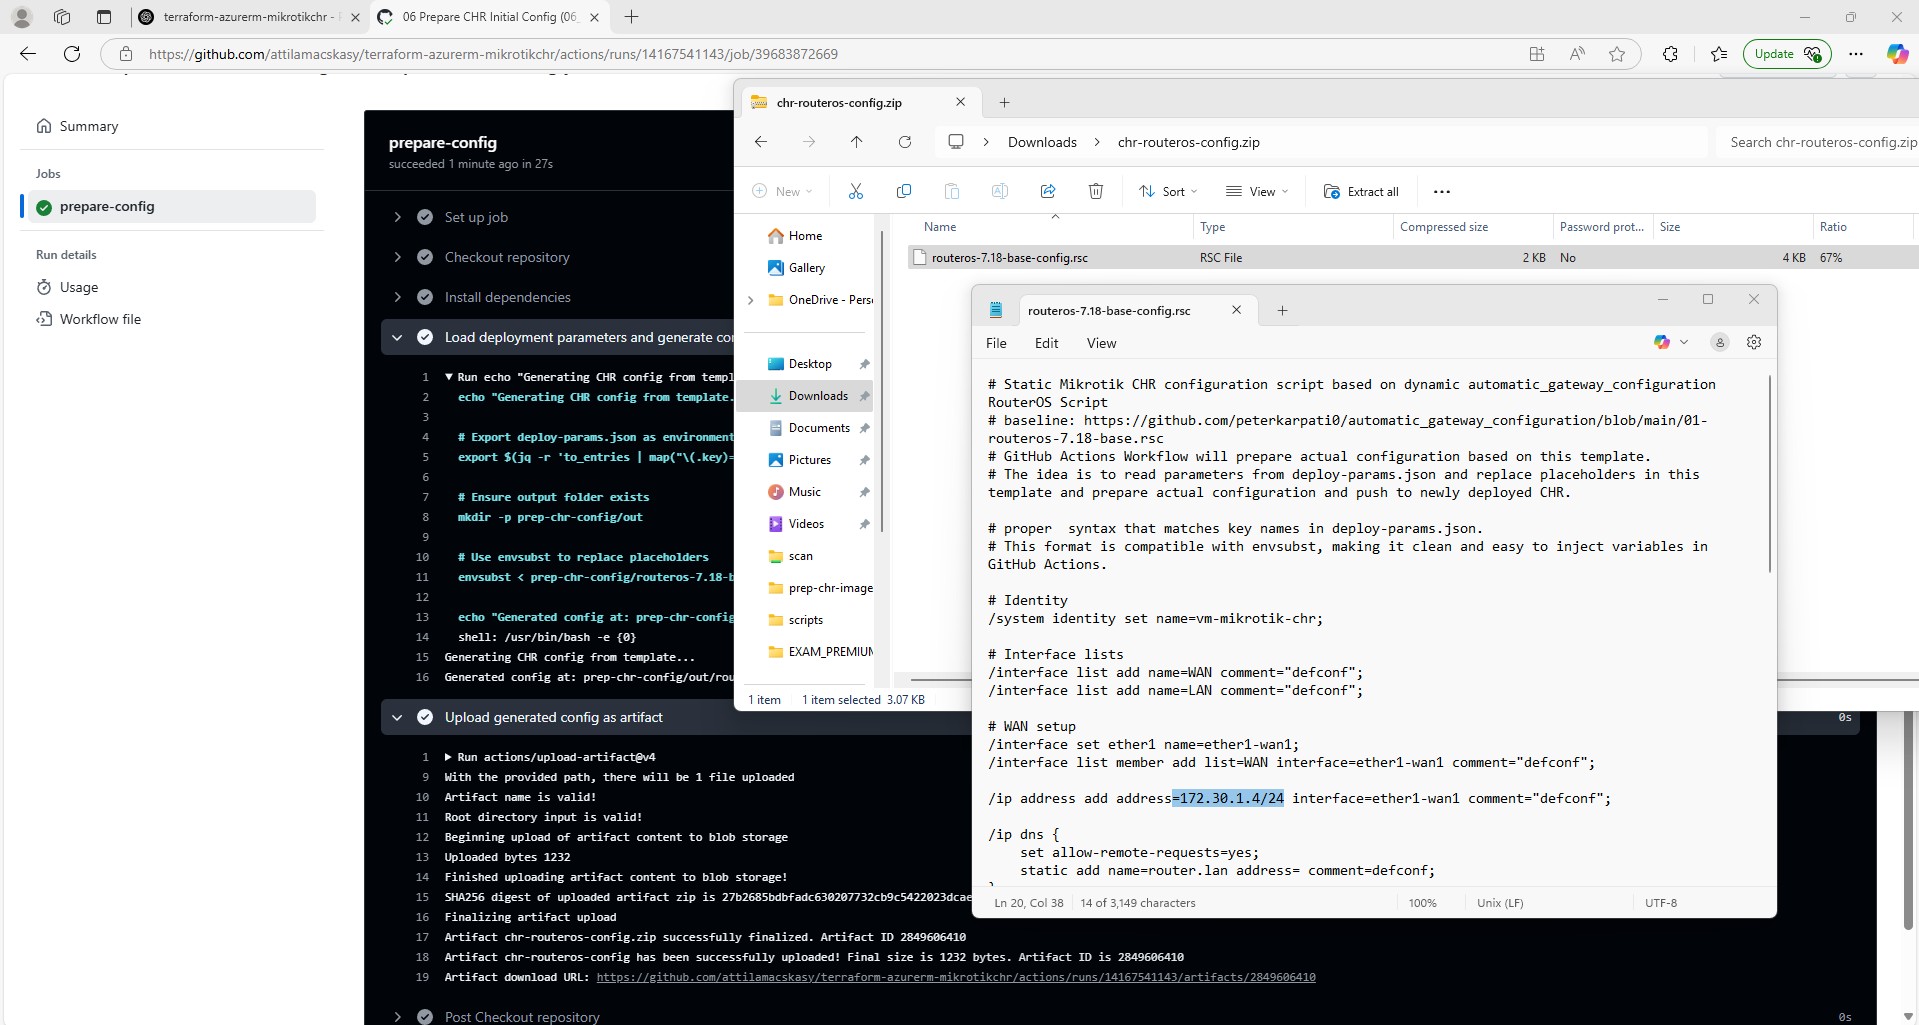 terraform-azurerm-mikrotikchr -
06 Prepare CHR Initial Config (06_
https://github.com/attilamacskasy/terraform-azurerm-mikrotikchr/actions/runs/14167541143/job/39683872669
Update
Summary
Jobs
prepare-config
Run details
Usage
Workflow file
prepare-config
succeeded 1 minute ago in 27s
Set up job
Checkout repository
Install dependencies
Load deployment parameters and generate con
1 Run echo "Generating CHR config from templ
2 echo "Generating CHR config from template.
3
4 # Export deploy-params.json as environment
5 export $(jq -r 'to_entries | map("\(.key)=
6
7 # Ensure output folder exists
8 mkdir -p prep-chr-config/out
9
10 # Use envsubst to replace placeholders
11 envsubst < prep-chr-config/routeros-7.18-b
12
13 echo "Generated config at: prep-chr-config
14 shell: /usr/bin/bash -e {0}
15 Generating CHR config from template...
16 Generated config at: prep-chr-config/out/rou
Upload generated config as artifact
0s
1 Run actions/upload-artifact@v4
9 With the provided path, there will be 1 file uploaded
10 Artifact name is valid!
11 Root directory input is valid!
12 Beginning upload of artifact content to blob storage
13 Uploaded bytes 1232
14 Finished uploading artifact content to blob storage!
15 SHA256 digest of uploaded artifact zip is 27b2685bdbfadc630207732cb9c5422023dcae
16 Finalizing artifact upload
17 Artifact chr-routeros-config.zip successfully finalized. Artifact ID 2849606410
18 Artifact chr-routeros-config has been successfully uploaded! Final size is 1232 bytes. Artifact ID is 2849606410
19 Artifact download URL: https://github.com/attilamacskasy/terraform-azurerm-mikrotikchr/actions/runs/14167541143/artifacts/2849606410
Post Checkout repository
0s
chr-routeros-config.zip
Downloads > chr-routeros-config.zip
Search chr-routeros-config.zip
New
Sort
View
Extract all
Name Type Compressed size Password prot... Size Ratio
routeros-7.18-base-config.rsc RSC File 2 KB No 4 KB 67%
Home
Gallery
OneDrive - Pers
Desktop
Downloads
Documents
Pictures
Music
Videos
scan
prep-chr-image
scripts
EXAM_PREMIUM
1 item 1 item selected 3.07 KB
routeros-7.18-base-config.rsc
File Edit View
# Static Mikrotik CHR configuration script based on dynamic automatic_gateway_configuration
RouterOS Script
# baseline: https://github.com/peterkarpati0/automatic_gateway_configuration/blob/main/01-
routeros-7.18-base.rsc
# GitHub Actions Workflow will prepare actual configuration based on this template.
# The idea is to read parameters from deploy-params.json and replace placeholders in this
template and prepare actual configuration and push to newly deployed CHR.
# proper  syntax that matches key names in deploy-params.json.
# This format is compatible with envsubst, making it clean and easy to inject variables in
GitHub Actions.
# Identity
/system identity set name=vm-mikrotik-chr;
# Interface lists
/interface list add name=WAN comment="defconf";
/interface list add name=LAN comment="defconf";
# WAN setup
/interface set ether1 name=ether1-wan1;
/interface list member add list=WAN interface=ether1-wan1 comment="defconf";
/ip address add address=172.30.1.4/24 interface=ether1-wan1 comment="defconf";
/ip dns {
set allow-remote-requests=yes;
static add name=router.lan address= comment=defconf;
Ln 20, Col 38 14 of 3,149 characters 100% Unix (LF) UTF-8